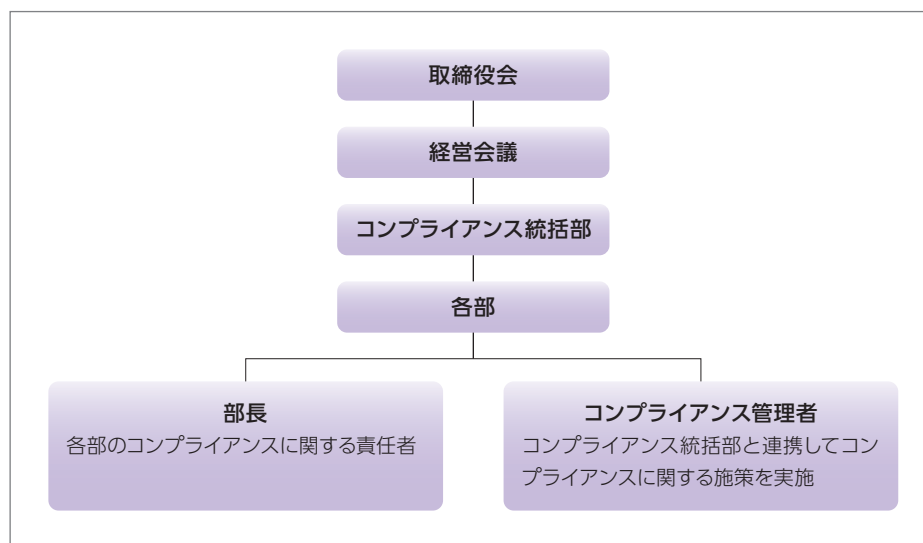 取締役会
経営会議
コンプライアンス統括部
各部
部長
各部のコンプライアンスに関する責任者
コンプライアンス管理者
コンプライアンス統括部と連携してコン
プライアンスに関する施策を実施